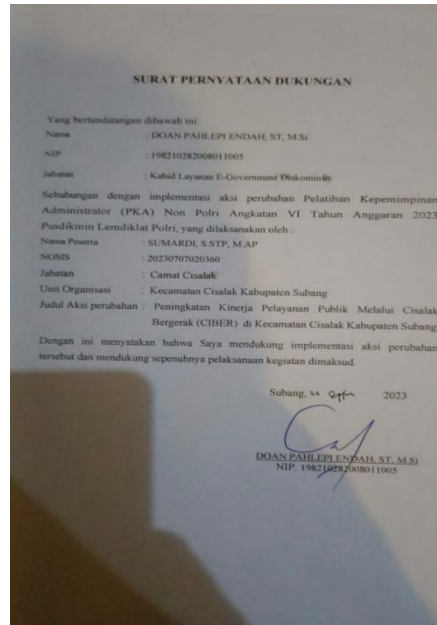 SURAT PERNYATAAN DUKUNGAN
Yang bertandatangan dibawah ini
Nama : DOAN PAHLEPI ENDAH, ST, M.Si
NIP : 198210282008011005
Jabatan : Kabid Layanan E-Government Diskominfo
Sehubungan dengan implementasi aksi perubahan Pelatihan Kepemimpinan
Administrator (PKA) Non Polri Angkatan VI Tahun Anggaran 2023
Pusdikmin Lemdiklat Polri, yang dilaksanakan oleh :
Nama Peserta : SUMARDI, S.STP, M.AP
NOSIS : 20230707020360
Jabatan : Camat Cisalak
Unit Organisasi : Kecamatan Cisalak Kabupaten Subang
Judul Aksi perubahan : Peningkatan Kinerja Pelayanan Publik Melalui Cisalak
Bergerak (CIBER) di Kecamatan Cisalak Kabupaten Subang
Dengan ini menyatakan bahwa Saya mendukung implementasi aksi perubahan
tersebut dan mendukung sepenuhnya pelaksanaan kegiatan dimaksud.
Subang, 2023
DOAN PAHLEPI ENDAH, ST, M.Si
NIP. 198210282008011005